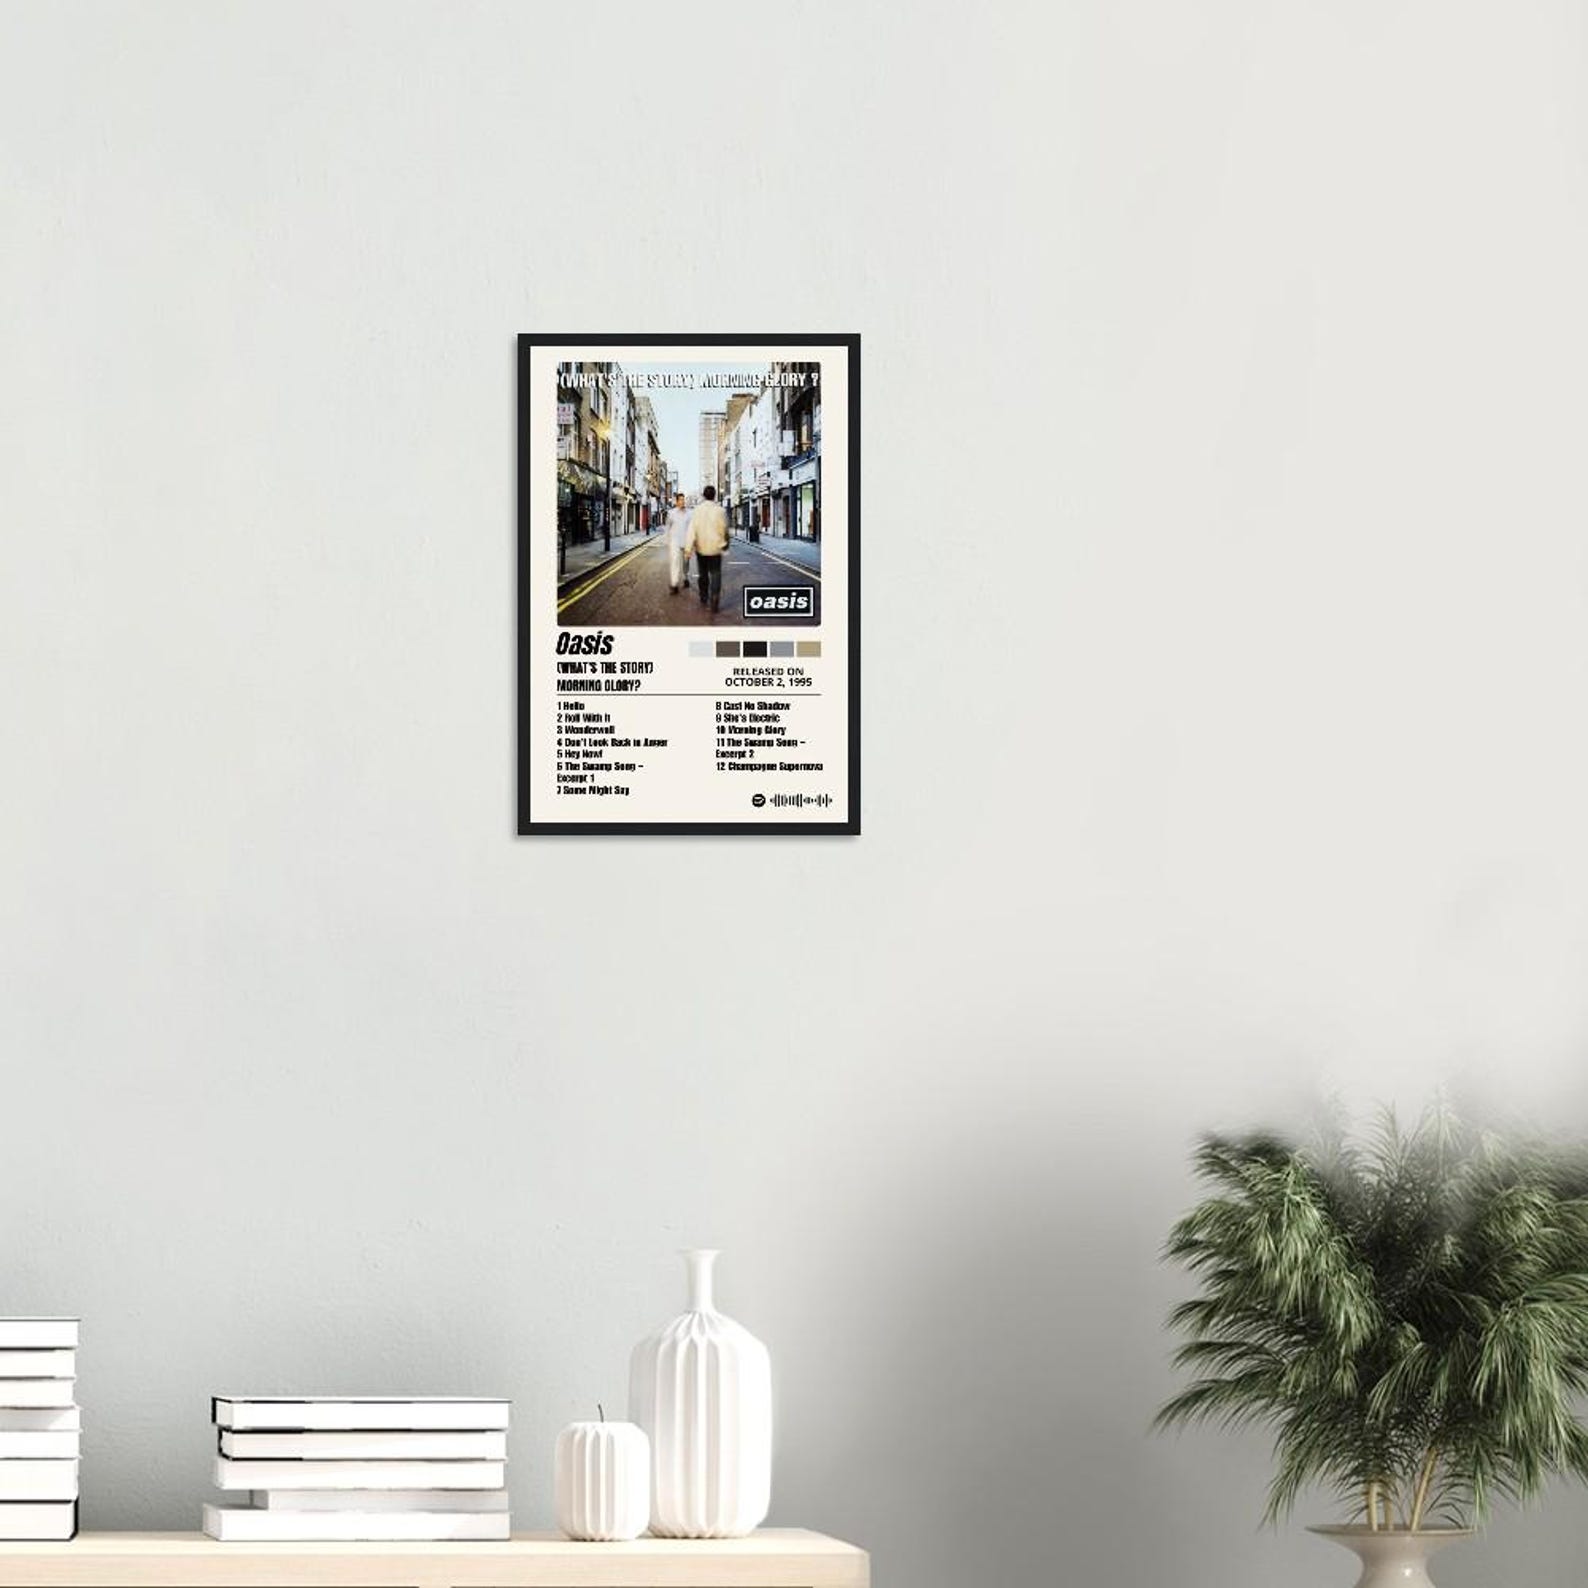 (WHAT'S THE STORY) MORNING GLORY ?
oasis
Oasis
(WHAT'S THE STORY)
MORNING GLORY?
RELEASED ON
OCTOBER 2, 1995
1 Hello
2 Roll With It
3 Wonderwall
4 Don't Look Back in Anger
5 Hey Now!
6 The Swamp Song –
Excerpt 1
7 Some Might Say
8 Cast No Shadow
9 She's Electric
10 Morning Glory
11 The Swamp Song –
Excerpt 2
12 Champagne Supernova